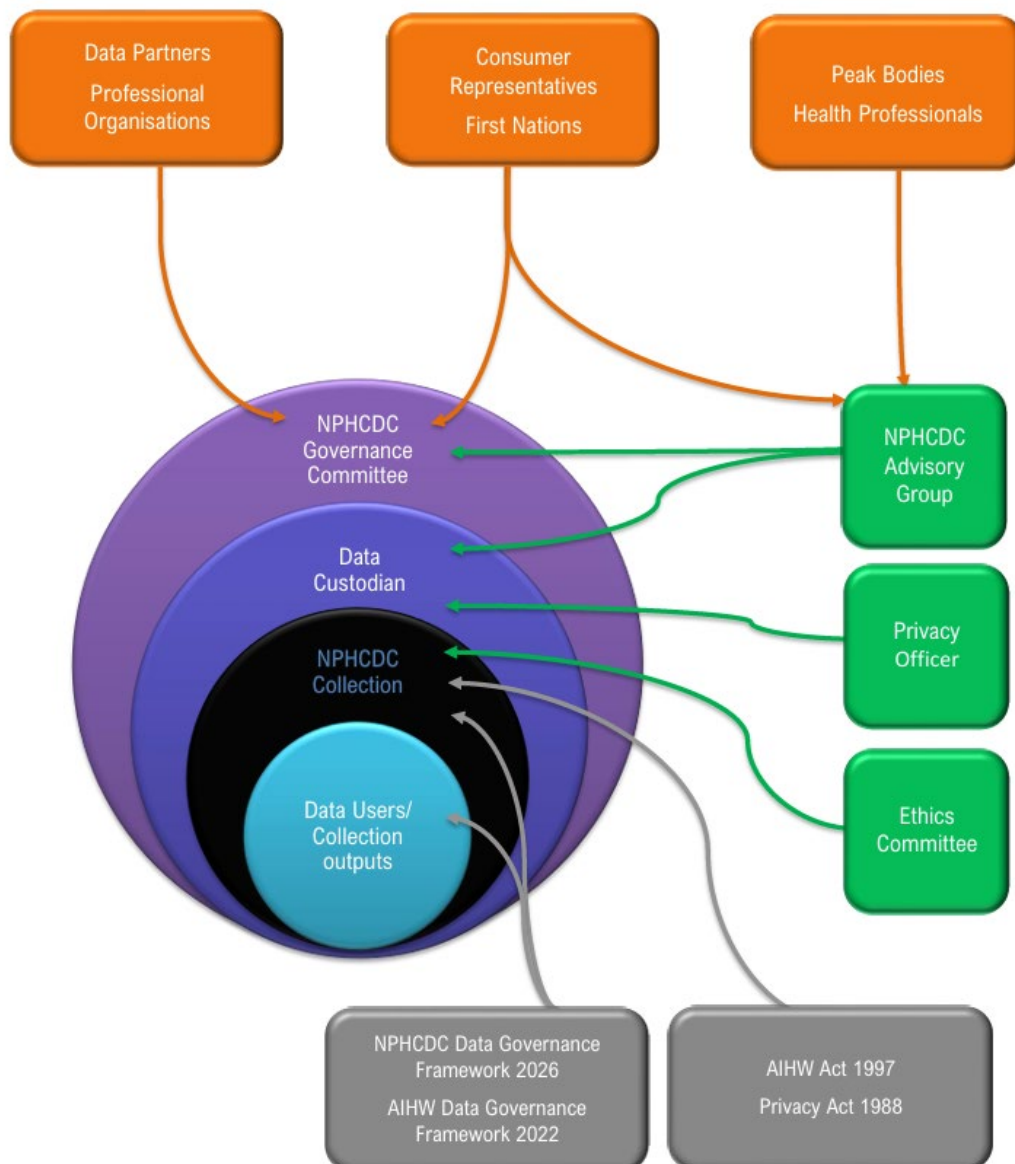 Data Partners
Professional
Organisations
Consumer
Representatives
First Nations
Peak Bodies
Health Professionals
NPHCDC
Governance
Committee
NPHCDC
Advisory
Group
Data
Custodian
Privacy
Officer
NPHCDC
Collection
Ethics
Committee
Data Users/
Collection
outputs
NPHCDC Data Governance
Framework 2026
AIHW Data Governance
Framework 2022
AIHW Act 1997
Privacy Act 1988